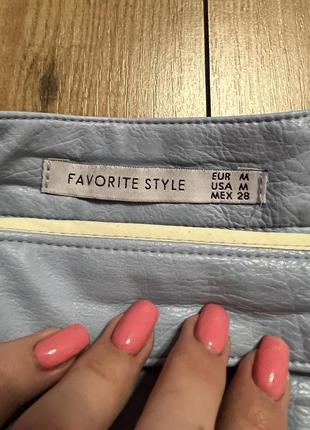 FAVORITE STYLE
EUR M
USA M
MEX 28